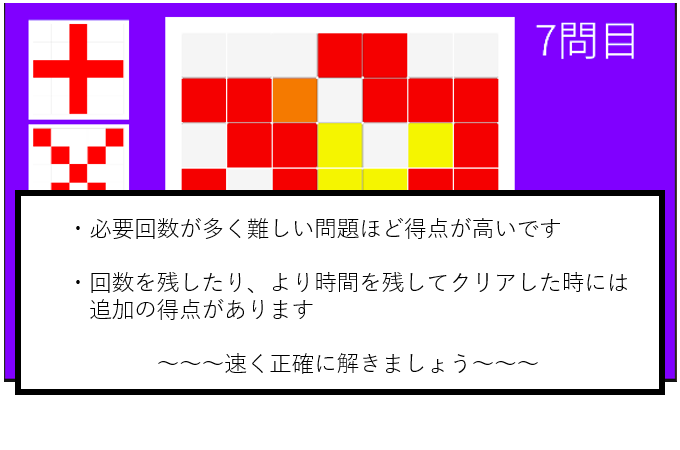 7問目
・必要回数が多く難しい問題ほど得点が高いです
・回数を残したり、より時間を残してクリアした時には
追加の得点があります
～～～速く正確に解きましょう～～～